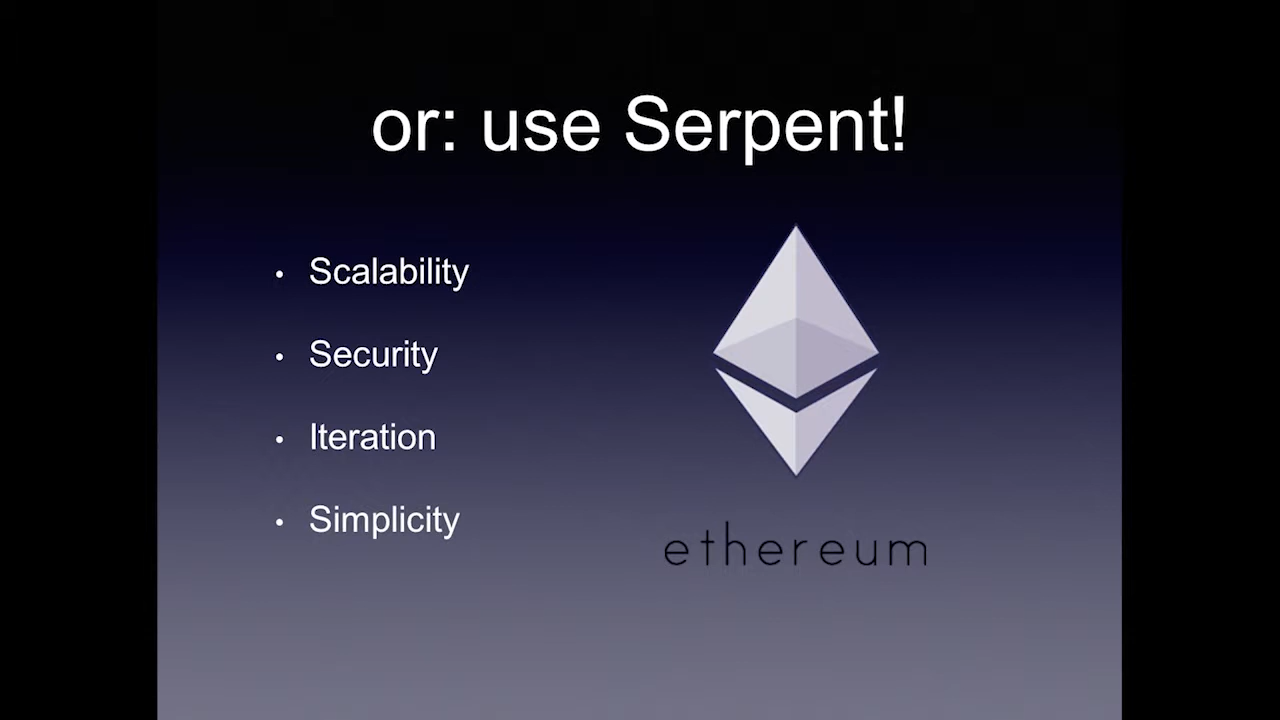 or: use Serpent!
• Scalability
• Security
• Iteration
• Simplicity
ethereum